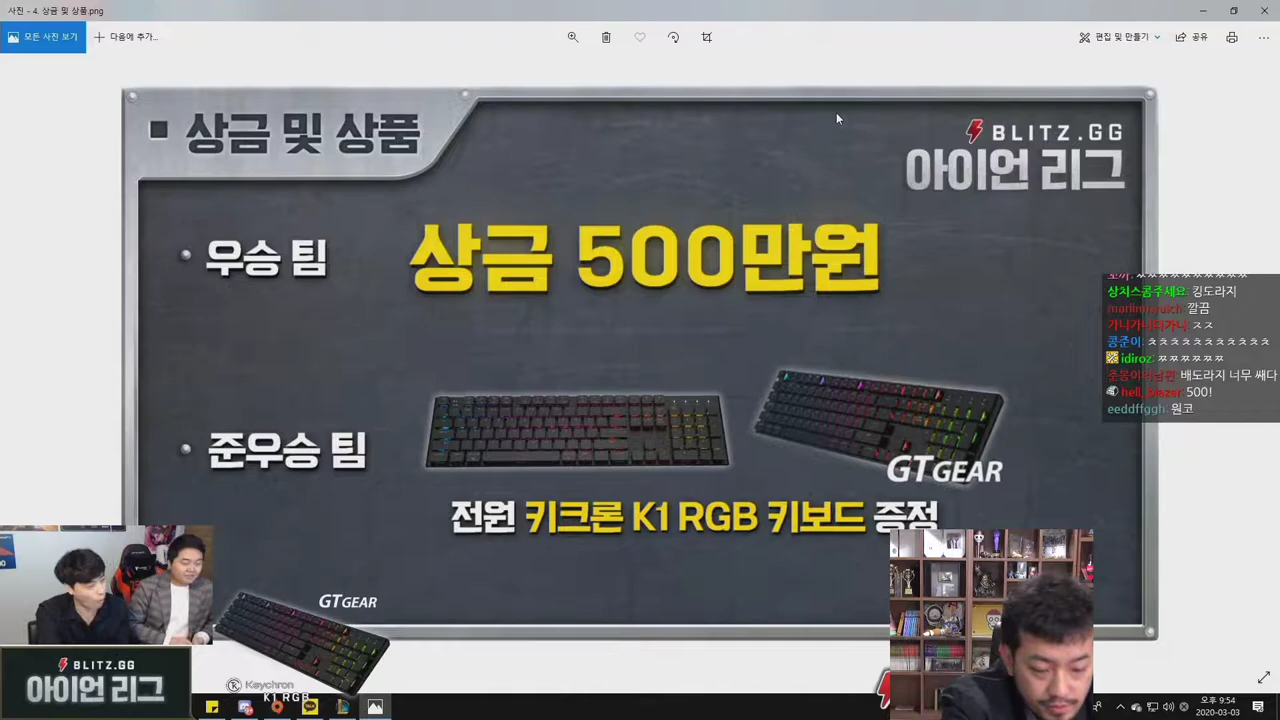 사진 - 4. 상금 및 상품.png
모든 사진 보기
다음에 추가...
편집 및 만들기
공유
상금 및 상품
BLITZ.GG
아이언 리그
우승 팀
상금 500만원
준우승 팀
GTGEAR
전원 키크론 K1 RGB 키보드 증정
상치스콤주세요: 킹도라지
깔끔
ㅈㅈ
콩준이: ㅉㅉㅉㅉㅉㅉㅉㅉㅉㅉㅉ
idiroz: ㅉㅉㅉㅉㅉㅉ
배도라지 너무 쌔다
hell_blazer: 500!
eeddffggh: 원코
GTGEAR
Keychron
K1 RGB
BLITZ.GG
아이언 리그
오후 9:54
2020-03-03